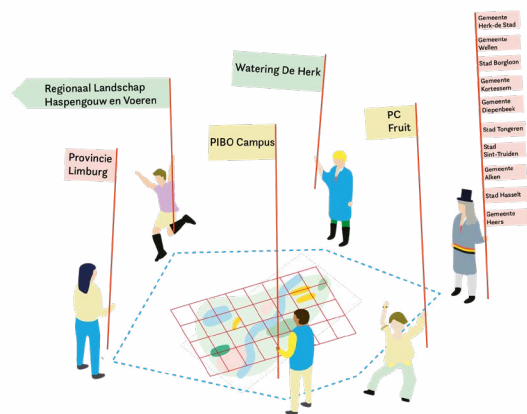 Regionaal Landschap
Haspengouw en Voeren
Watering De Herk
Provincie
Limburg
PIBO Campus
PC
Fruit
Gemeente
Herk-de Stad
Gemeente
Wellen
Stad Borgloon
Gemeente
Kortessem
Gemeente
Diepenbeek
Stad Tongeren
Stad
Sint-Truiden
Gemeente
Alken
Stad Hasselt
Gemeente
Heers